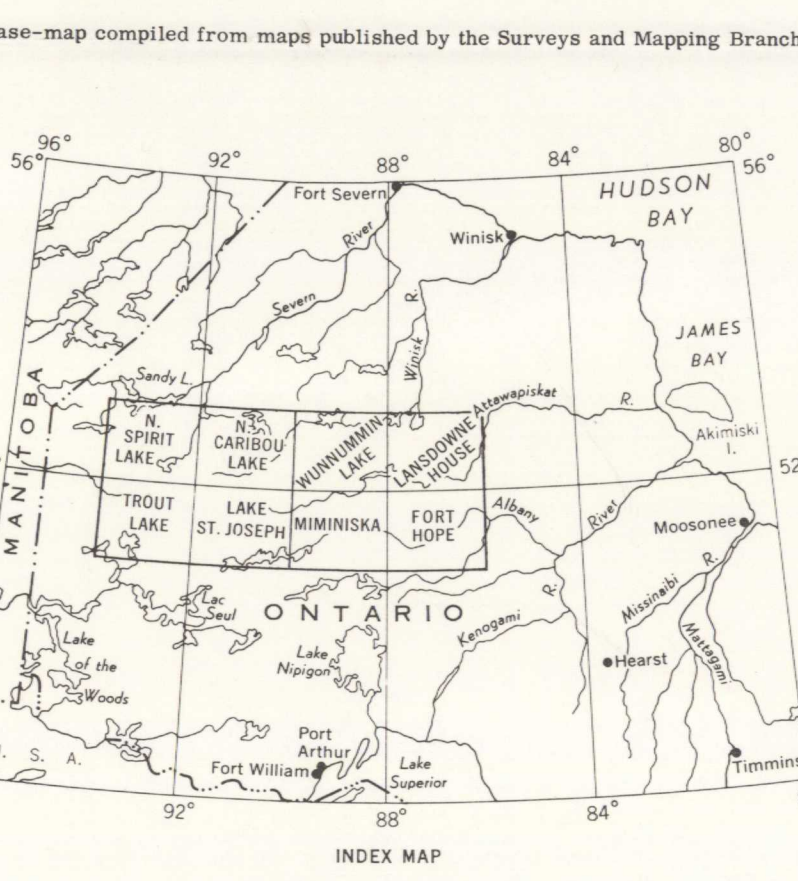 ase-map compiled from maps published by the Surveys and Mapping Branch
96°
80°
56°
92°
88°
84°
56°
HUDSON
BAY
Fort Severn
Winisk
River
Severn
R.
Winisk
JAMES
BAY
Sandy L.
Attawapiskat
R.
Akimiski
I.
MANITOBA
N.
SPIRIT
LAKE
N.
CARIBOU
LAKE
WUNNUMMIN
LAKE
LANSDOWNE
HOUSE
52
TROUT
LAKE
LAKE
ST. JOSEPH
MIMINISKA
FORT
HOPE
Albany
River
Moosonee
R.
Missinaibi
R.
Mattagami
Lac
Seul
ONTARIO
Kenogami
Lake
of the
Woods
Lake
Nipigon
Hearst
Port
Arthur
Fort William
Lake
Superior
Timmins
. S. A.
92°
88°
84°
INDEX MAP